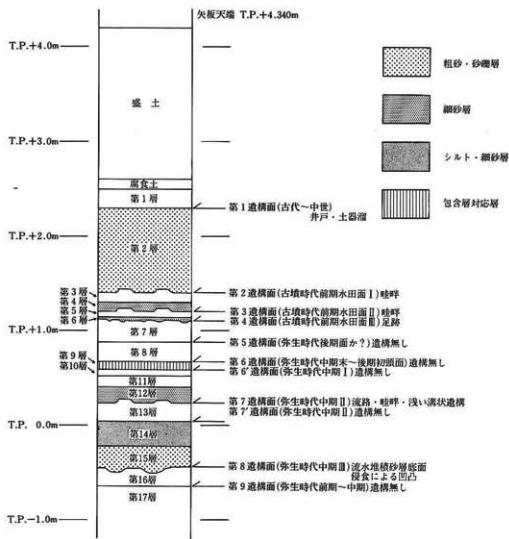 矢板天端 T.P.+4.340m
T.P.+4.0m
盛土
T.P.+3.0m
腐食土
第1層
第1遺構面(古代~中世)
井戸・土器溜
T.P.+2.0m
第2層
第3層
第2遺構面(古墳時代前期水田面Ⅰ)畦畔
第4層
第5層
第3遺構面(古墳時代前期水田面Ⅱ)畦畔
第6層
第4遺構面(古墳時代前期水田面Ⅲ)足跡
T.P.+1.0m
第7層
第5遺構面(弥生時代後期面か?)遺構無し
第8層
第9層
第6遺構面(弥生時代中期末~後期初頭面)遺構無し
第10層
第6′遺構面(弥生時代中期Ⅰ)遺構無し
第11層
第12層
第7遺構面(弥生時代中期Ⅱ)流路・畦畔・浅い溝状遺構
第13層
第7′遺構面(弥生時代中期Ⅱ)遺構無し
T.P. 0.0m
第14層
第15層
第8遺構面(弥生時代中期Ⅲ)流水堆積砂層底面
侵食による凹凸
第16層
第9遺構面(弥生時代前期~中期)遺構無し
第17層
T.P.-1.0m
粗砂・砂礫層
細砂層
シルト・細砂層
包含層対応層